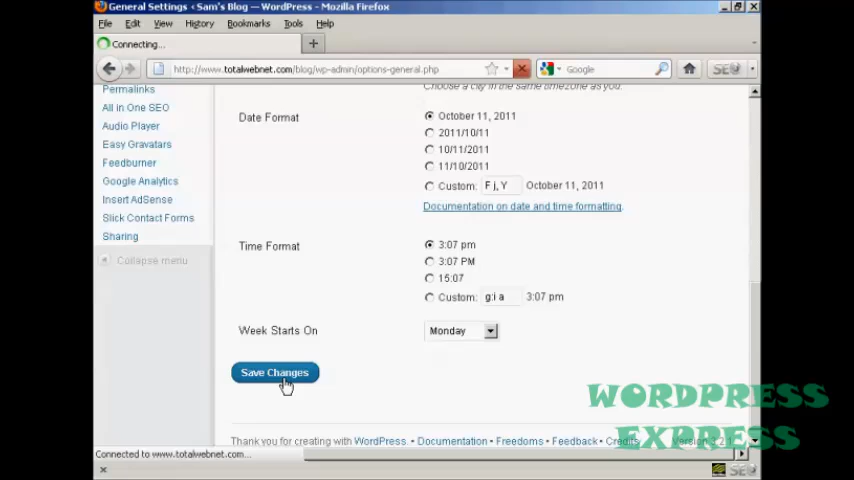 General Settings ‹ Sam's Blog — WordPress - Mozilla Firefox
File Edit View History Bookmarks Tools Help
Connecting...
http://www.totalwebnet.com/blog/wp-admin/options-general.php
Google
SEO
Permalinks
Choose a city in the same timezone as you.
All in One SEO
Date Format
October 11, 2011
Audio Player
2011/10/11
Easy Gravatars
10/11/2011
Feedburner
11/10/2011
Google Analytics
Custom: F j, Y October 11, 2011
Insert AdSense
Documentation on date and time formatting.
Slick Contact Forms
Sharing
Time Format
3:07 pm
Collapse menu
3:07 PM
15:07
Custom: g:i a 3:07 pm
Week Starts On
Monday
Save Changes
WORDPRESS
EXPRESS
Thank you for creating with WordPress. • Documentation • Freedoms • Feedback • Credits
Version 3.2.1
Connected to www.totalwebnet.com...